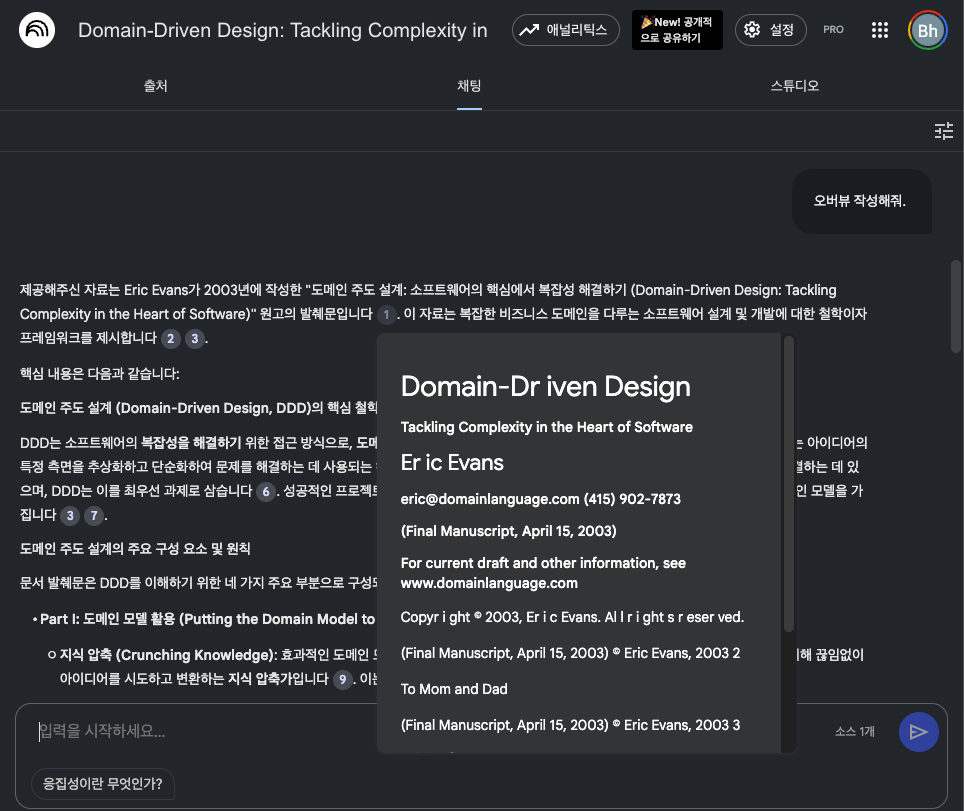 Domain-Driven Design: Tackling Complexity in
애널리틱스
🎉New! 공개적
으로 공유하기
설정
PRO
Bh
출처
채팅
스튜디오
오버뷰 작성해줘.
제공해주신 자료는 Eric Evans가 2003년에 작성한 "도메인 주도 설계: 소프트웨어의 핵심에서 복잡성 해결하기 (Domain-Driven Design: Tackling
Complexity in the Heart of Software)" 원고의 발췌문입니다 1. 이 자료는 복잡한 비즈니스 도메인을 다루는 소프트웨어 설계 및 개발에 대한 철학이자
프레임워크를 제시합니다 2 3.
핵심 내용은 다음과 같습니다:
도메인 주도 설계 (Domain-Driven Design, DDD)의 핵심 철학
DDD는 소프트웨어의 복잡성을 해결하기 위한 접근 방식으로, 도메 는 아이디어의
특정 측면을 추상화하고 단순화하여 문제를 해결하는 데 사용되는 결하는 데 있
으며, DDD는 이를 최우선 과제로 삼습니다 6. 성공적인 프로젝트 인 모델을 가
집니다 3 7.
도메인 주도 설계의 주요 구성 요소 및 원칙
문서 발췌문은 DDD를 이해하기 위한 네 가지 주요 부분으로 구성되
• Part I: 도메인 모델 활용 (Putting the Domain Model to
○ 지식 압축 (Crunching Knowledge): 효과적인 도메인 모 해 끊임없이
아이디어를 시도하고 변환하는 지식 압축가입니다 9. 이는
Domain-Dr iven Design
Tackling Complexity in the Heart of Software
Er ic Evans
eric@domainlanguage.com (415) 902-7873
(Final Manuscript, April 15, 2003)
For current draft and other information, see
www.domainlanguage.com
Copyr i ght © 2003, Er i c Evans. Al l r i ght s r eser ved.
(Final Manuscript, April 15, 2003) © Eric Evans, 2003 2
To Mom and Dad
(Final Manuscript, April 15, 2003) © Eric Evans, 2003 3
입력을 시작하세요...
소스 1개
응집성이란 무엇인가?